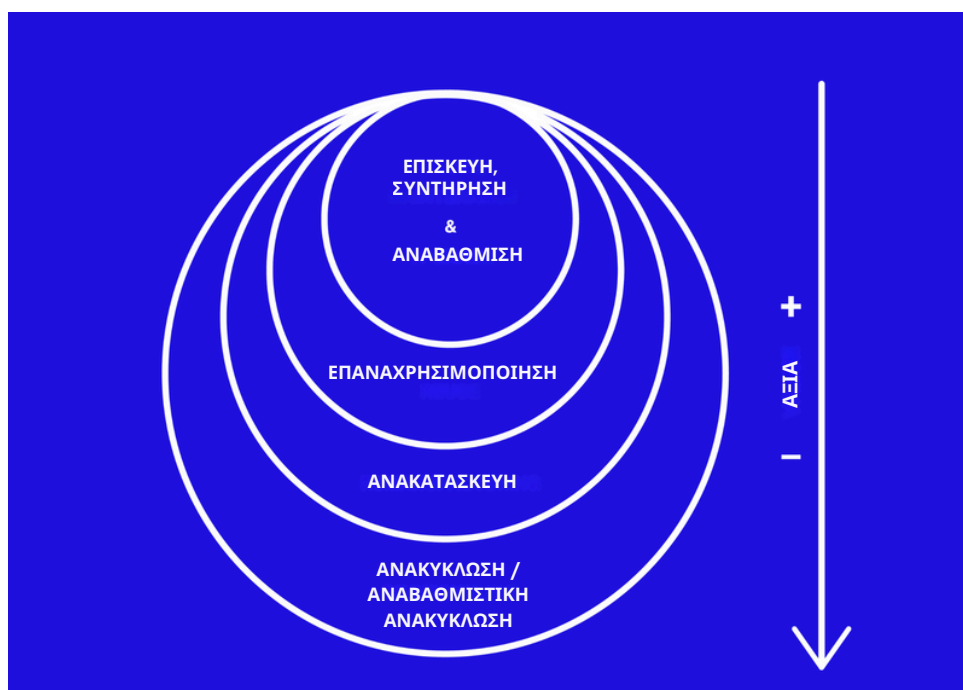 ΕΠΙΣΚΕΥΗ,
ΣΥΝΤΗΡΗΣΗ
&
ΑΝΑΒΑΘΜΙΣΗ
ΕΠΑΝΑΧΡΗΣΙΜΟΠΟΙΗΣΗ
ΑΝΑΚΑΤΑΣΚΕΥΗ
ΑΝΑΚΥΚΛΩΣΗ /
ΑΝΑΒΑΘΜΙΣΤΙΚΗ
ΑΝΑΚΥΚΛΩΣΗ
+
ΑΞΙΑ
−